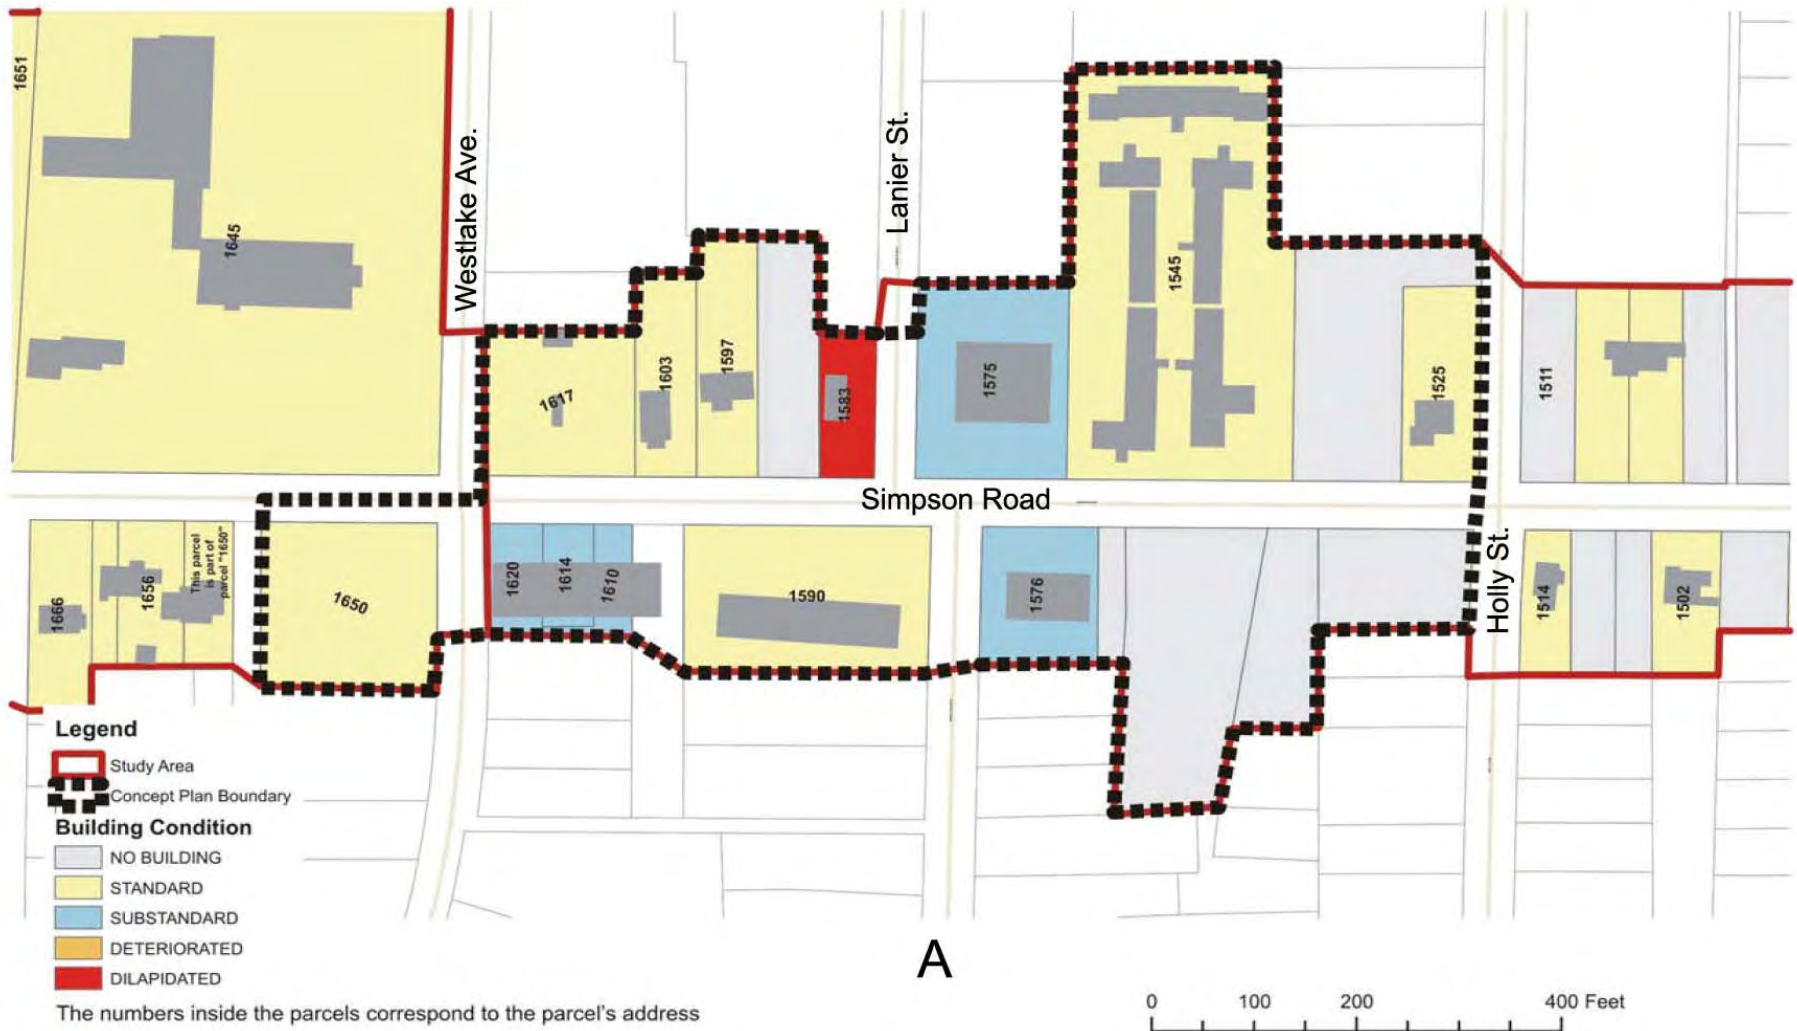 1651
1645
Westlake Ave.
Lanier St.
1617
1603
1597
1583
1575
1545
1525
1511
Simpson Road
1666
1656
This parcel
is part of
parcel "1650"
1650
1620
1614
1610
1590
1576
Holly St.
1514
1502
Legend
Study Area
Concept Plan Boundary
Building Condition
NO BUILDING
STANDARD
SUBSTANDARD
DETERIORATED
DILAPIDATED
The numbers inside the parcels correspond to the parcel's address
A
0 100 200 400 Feet